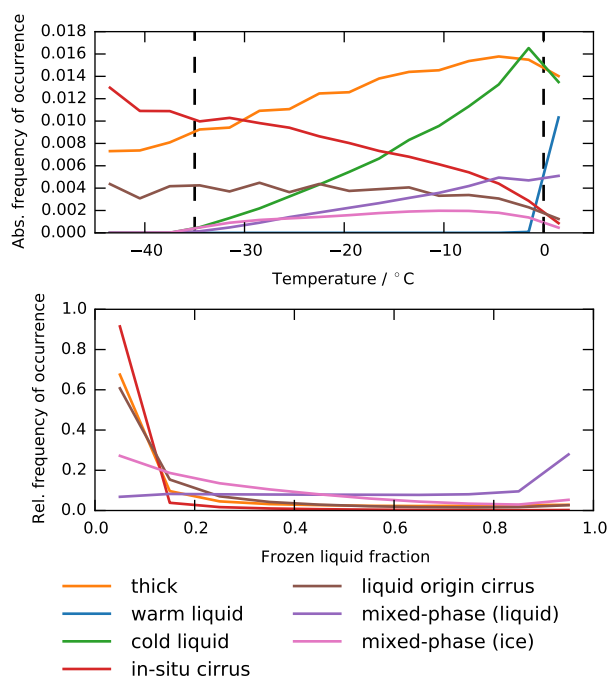 0.018
0.016
0.014
0.012
0.010
0.008
0.006
0.004
0.002
0.000
Abs. frequency of occurrence
−40 −30 −20 −10 0
Temperature / °C
1.0
0.8
0.6
0.4
0.2
0.0
Rel. frequency of occurrence
0.0 0.2 0.4 0.6 0.8 1.0
Frozen liquid fraction
thick
warm liquid
cold liquid
in-situ cirrus
liquid origin cirrus
mixed-phase (liquid)
mixed-phase (ice)